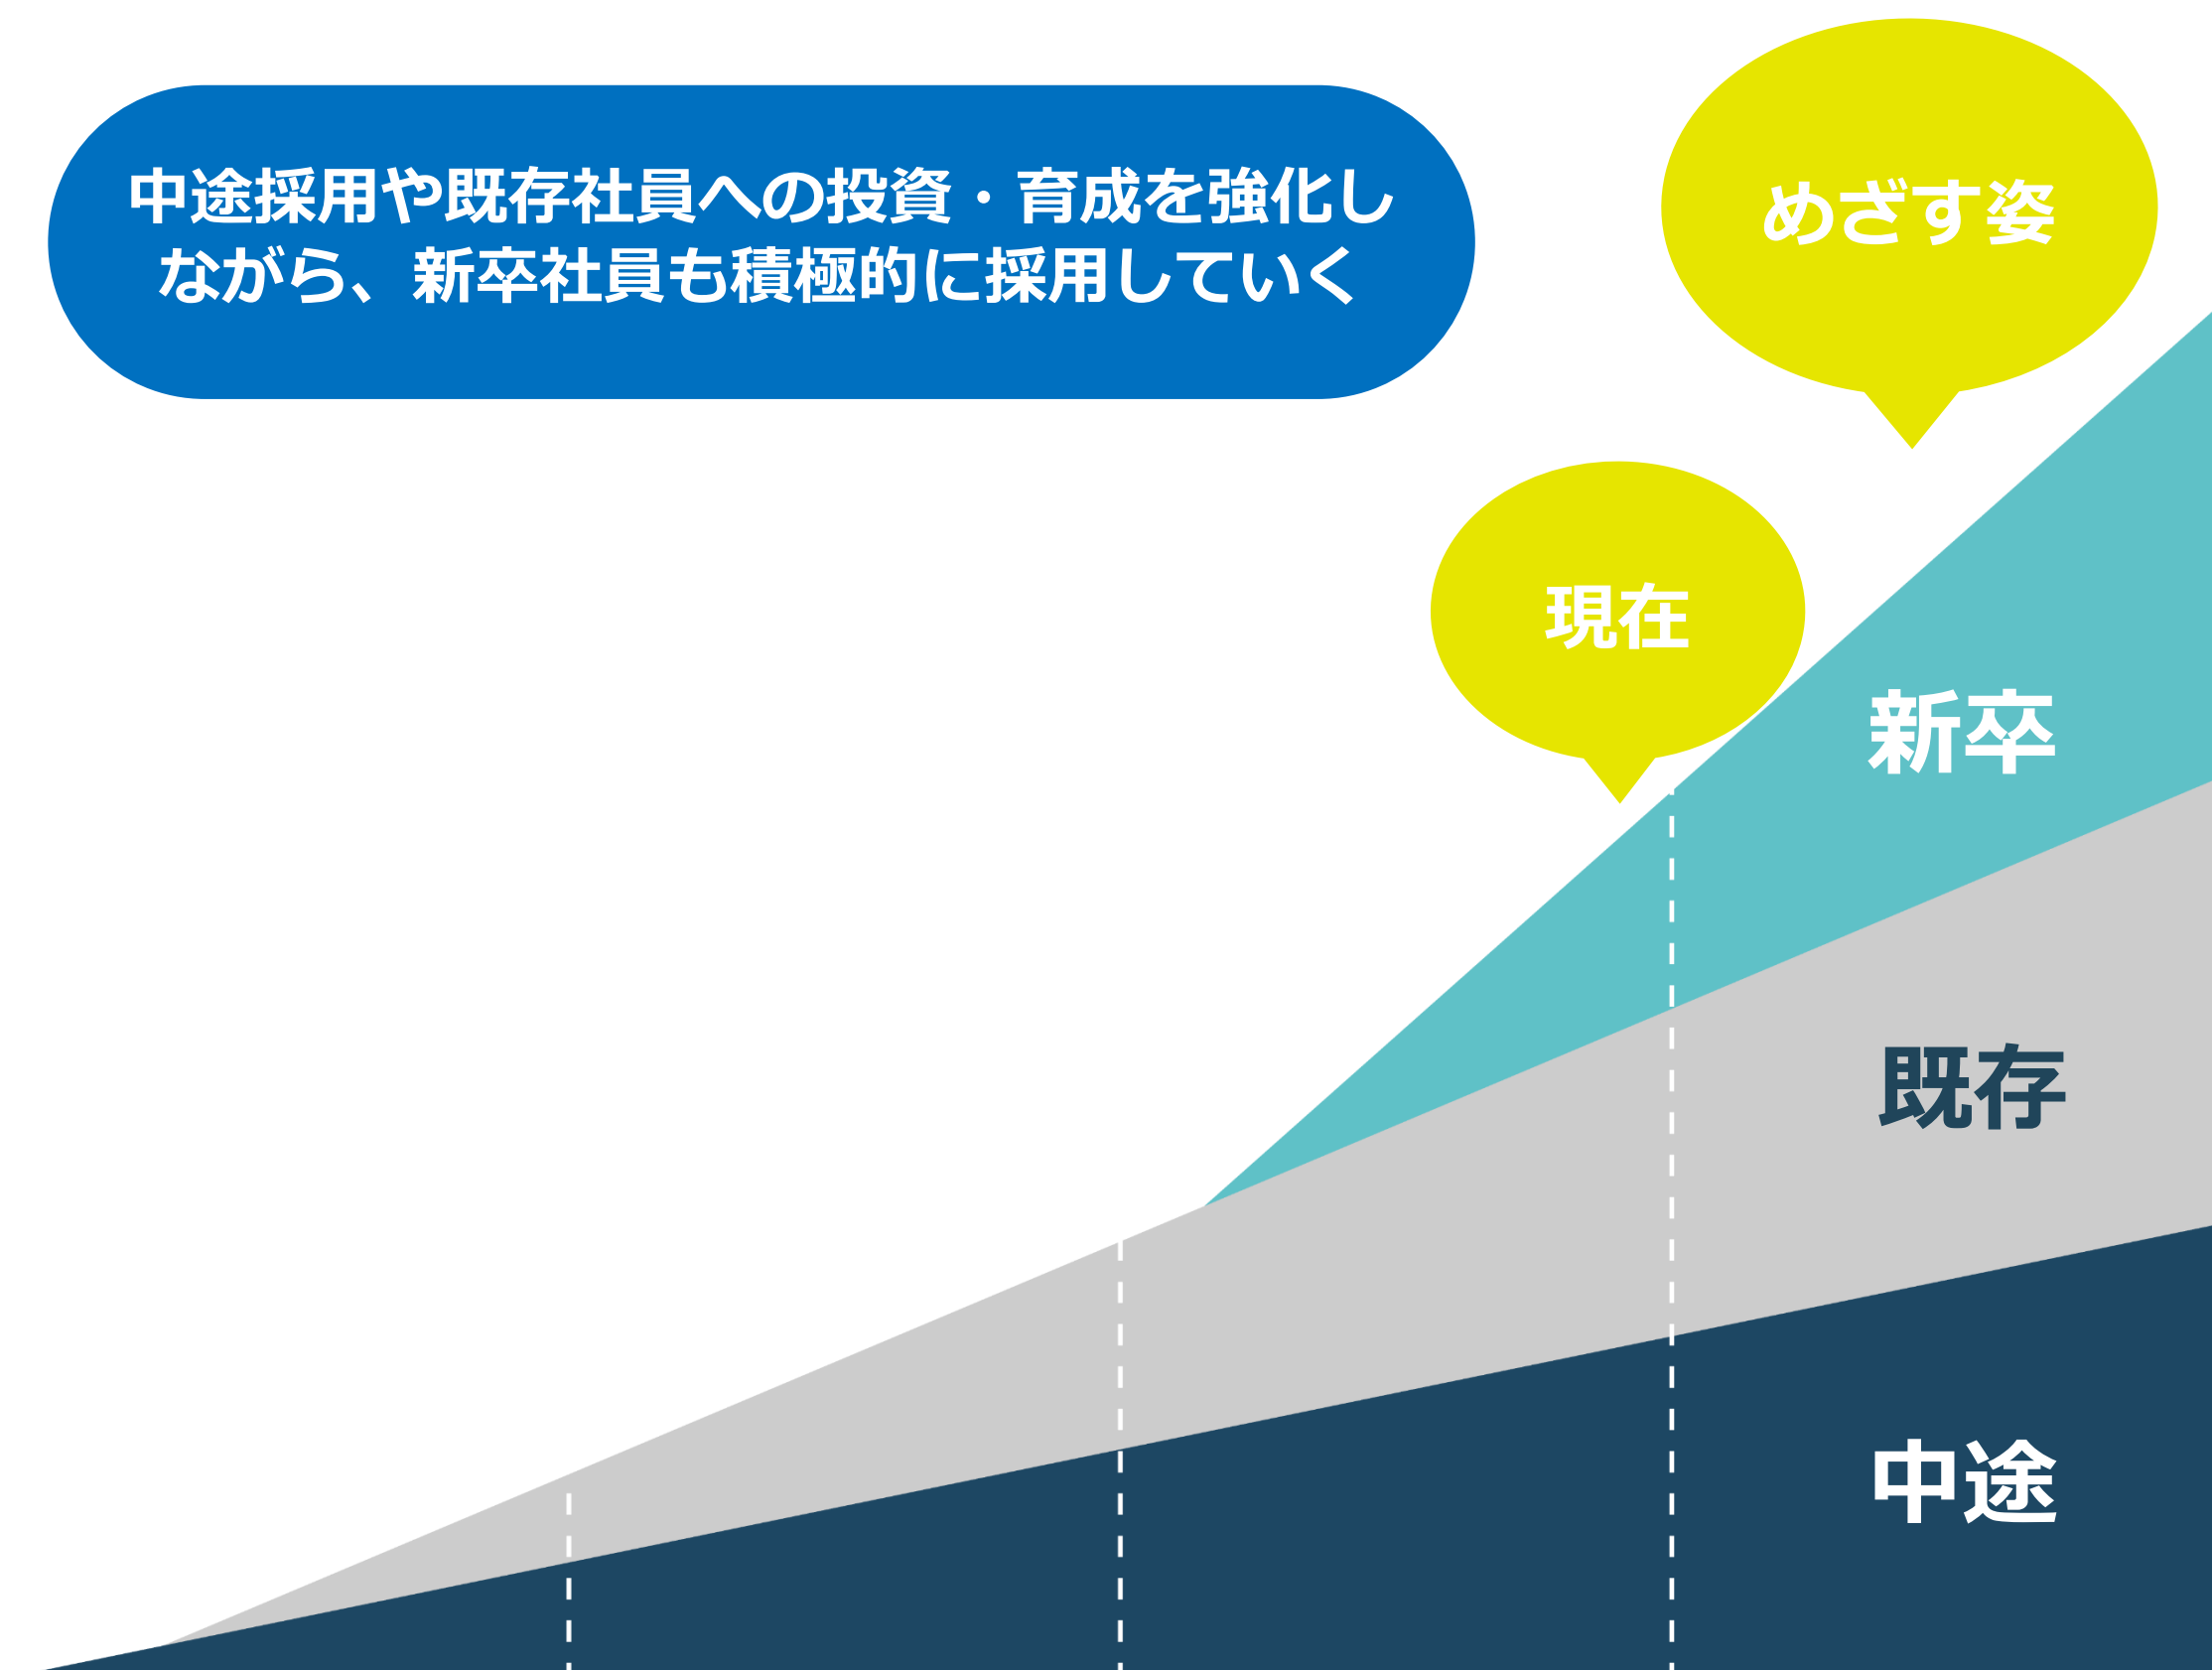 中途採用や既存社員への投資・育成を強化し
ながら、新卒社員も積極的に採用していく
めざす姿
現在
新卒
既存
中途